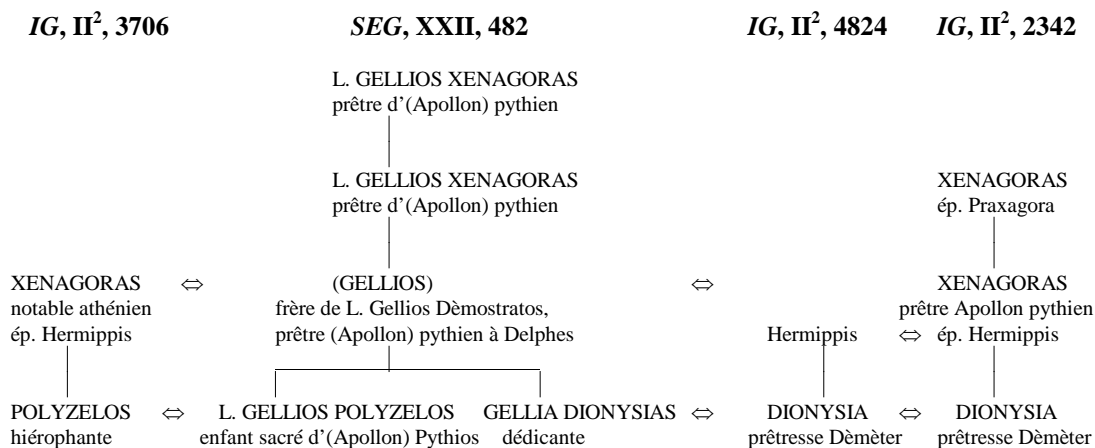 IG, II², 3706 SEG, XXII, 482 IG, II², 4824 IG, II², 2342
L. GELLIOS XENAGORAS
prêtre d’(Apollon) pythien
L. GELLIOS XENAGORAS XENAGORAS
prêtre d’(Apollon) pythien ép. Praxagora
XENAGORAS ⇔ (GELLIOS) ⇔ XENAGORAS
notable athénien frère de L. Gellios Dèmostratos, prêtre Apollon pythien
ép. Hermippis prêtre (Apollon) pythien à Delphes Hermippis ⇔ ép. Hermippis
POLYZELOS ⇔ L. GELLIOS POLYZELOS GELLIA DIONYSIAS ⇔ DIONYSIA ⇔ DIONYSIA
hiérophante enfant sacré d’(Apollon) Pythios dédicante prêtresse Dèmèter prêtresse Dèmèter